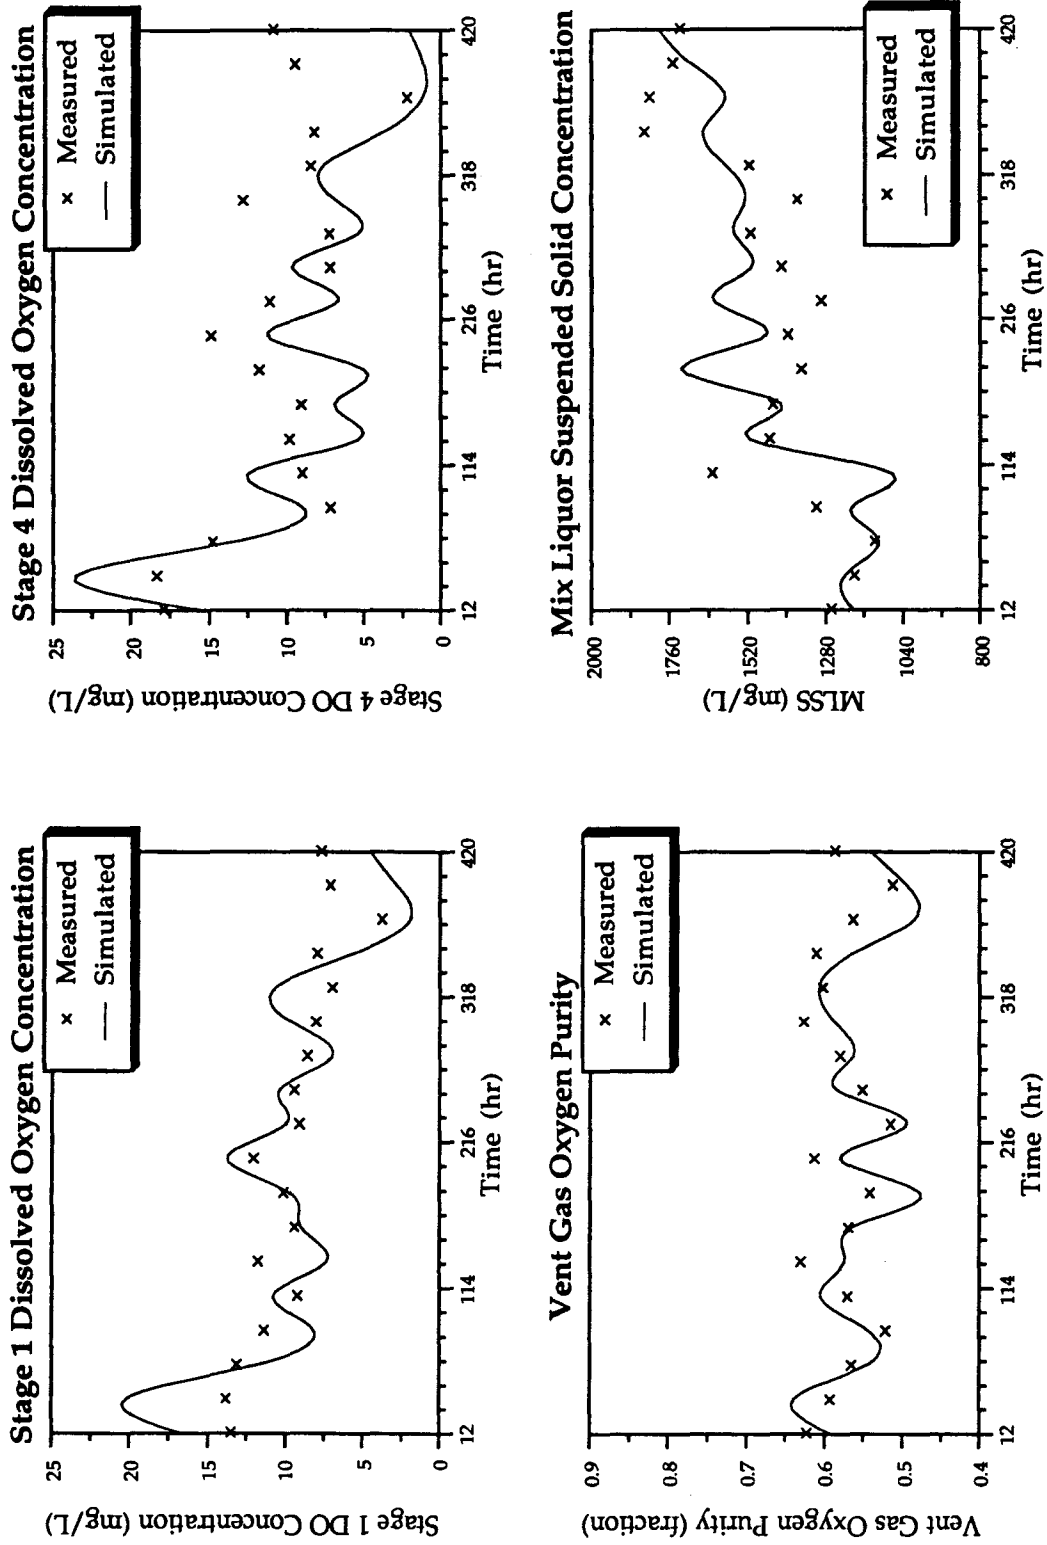 Stage 1 Dissolved Oxygen Concentration
Stage 1 DO Concentration (mg/L)
25
20
15
10
5
0
12
114
216
318
420
Time (hr)
× Measured
— Simulated
Stage 4 Dissolved Oxygen Concentration
Stage 4 DO Concentration (mg/L)
25
20
15
10
5
0
12
114
216
318
420
Time (hr)
× Measured
— Simulated
Vent Gas Oxygen Purity
Vent Gas Oxygen Purity (fraction)
0.9
0.8
0.7
0.6
0.5
0.4
12
114
216
318
420
Time (hr)
× Measured
— Simulated
Mix Liquor Suspended Solid Concentration
MLSS (mg/L)
2000
1760
1520
1280
1040
800
12
114
216
318
420
Time (hr)
× Measured
— Simulated